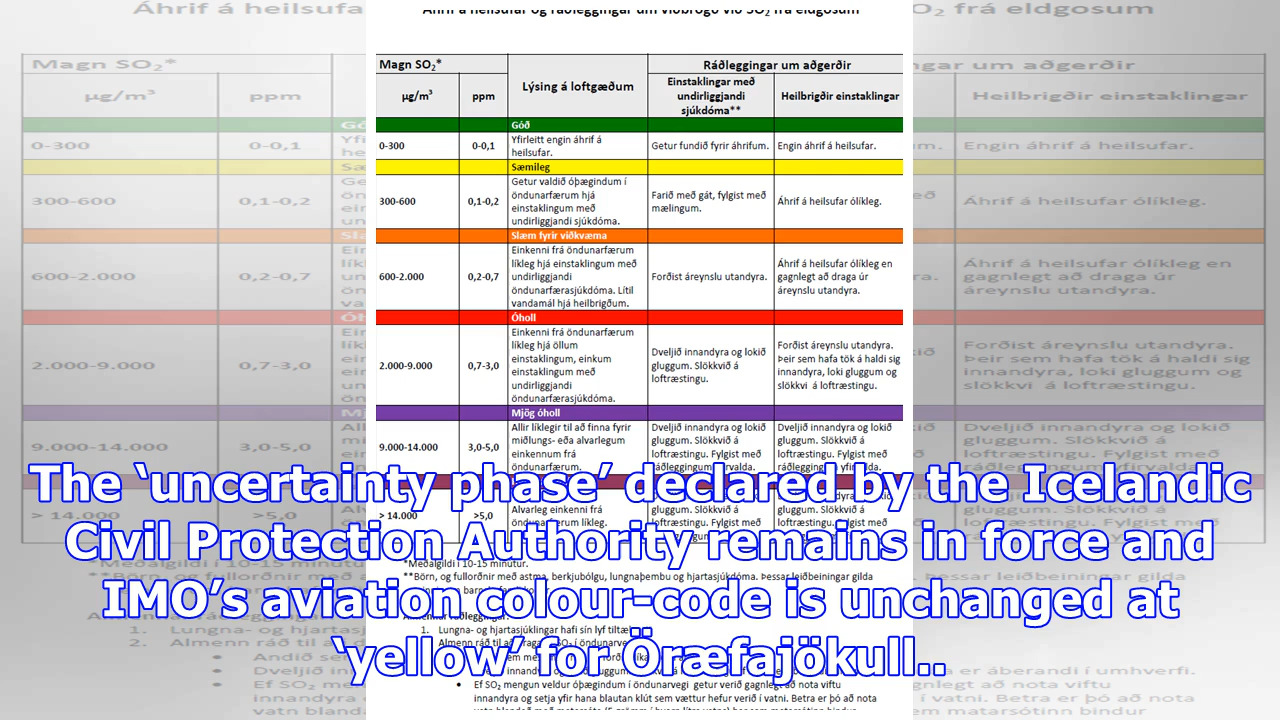 Áhrif á heilsufar og ráðleggingar um viðbrögð við SO₂ frá eldgosum
Magn SO₂*
Ráðleggingar um aðgerðir
µg/m³
ppm
Lýsing á loftgæðum
Einstaklingar með
undirliggjandi
sjúkdóma**
Heilbrigðir einstaklingar
Góð
0-300
0-0,1
Yfirleitt engin áhrif á
heilsufar.
Getur fundið fyrir áhrifum.
Engin áhrif á heilsufar.
Sæmileg
300-600
0,1-0,2
Getur valdið óþægindum í
öndunarfærum hjá
einstaklingum með
undirliggjandi sjúkdóma.
Farið með gát, fylgist með
mælingum.
Áhrif á heilsufar ólíkleg.
Slæm fyrir viðkvæma
600-2.000
0,2-0,7
Einkenni frá öndunarfærum
líkleg hjá einstaklingum með
undirliggjandi
öndunarfærasjúkdóma. Lítil
vandamál hjá heilbrigðum.
Forðist áreynslu utandyra.
Áhrif á heilsufar ólíkleg en
gagnlegt að draga úr
áreynslu utandyra.
Óholl
2.000-9.000
0,7-3,0
Einkenni frá öndunarfærum
líkleg hjá öllum
einstaklingum, einkum
einstaklingum með
undirliggjandi
öndunarfærasjúkdóma.
Dveljið innandyra og lokið
gluggum. Slökkvið á
loftræstingu.
Forðist áreynslu utandyra.
Þeir sem hafa tök á haldi sig
innandyra, loki gluggum og
slökkvi á loftræstingu.
Mjög óholl
9.000-14.000
3,0-5,0
Allir líklegir til að finna fyrir
miðlungs- eða alvarlegum
einkennum frá
öndunarfærum.
Dveljið innandyra og lokið
gluggum. Slökkvið á
loftræstingu. Fylgist með
Dveljið innandyra og lokið
gluggum. Slökkvið á
loftræstingu. Fylgist með
> 14.000
>5,0
Alvarleg einkenni frá
öndunarfærum líkleg.
gluggum. Slökkvið á
loftræstingu. Fylgist með
gluggum. Slökkvið á
loftræstingu. Fylgist með
*Meðalgildi í 10-15 mínútur.
**Börn, og fullorðnir með astma, berkjubólgu, lungnaþembu og hjartasjúkdóma. Þessar leiðbeiningar gilda
1. Lungna- og hjartasjúklingar hafi sín lyf
2. Almenn ráð til að
• Ef SO₂ mengun veldur óþægindum í öndunarvegi getur verið gagnlegt að nota viftu
innandyra og setja yfir hana blautan klút sem vættur hefur verið í vatni. Betra er þó að nota
The ‘uncertainty phase’ declared by the Icelandic
Civil Protection Authority remains in force and
IMO’s aviation colour-code is unchanged at
‘yellow’ for Öræfajökull..